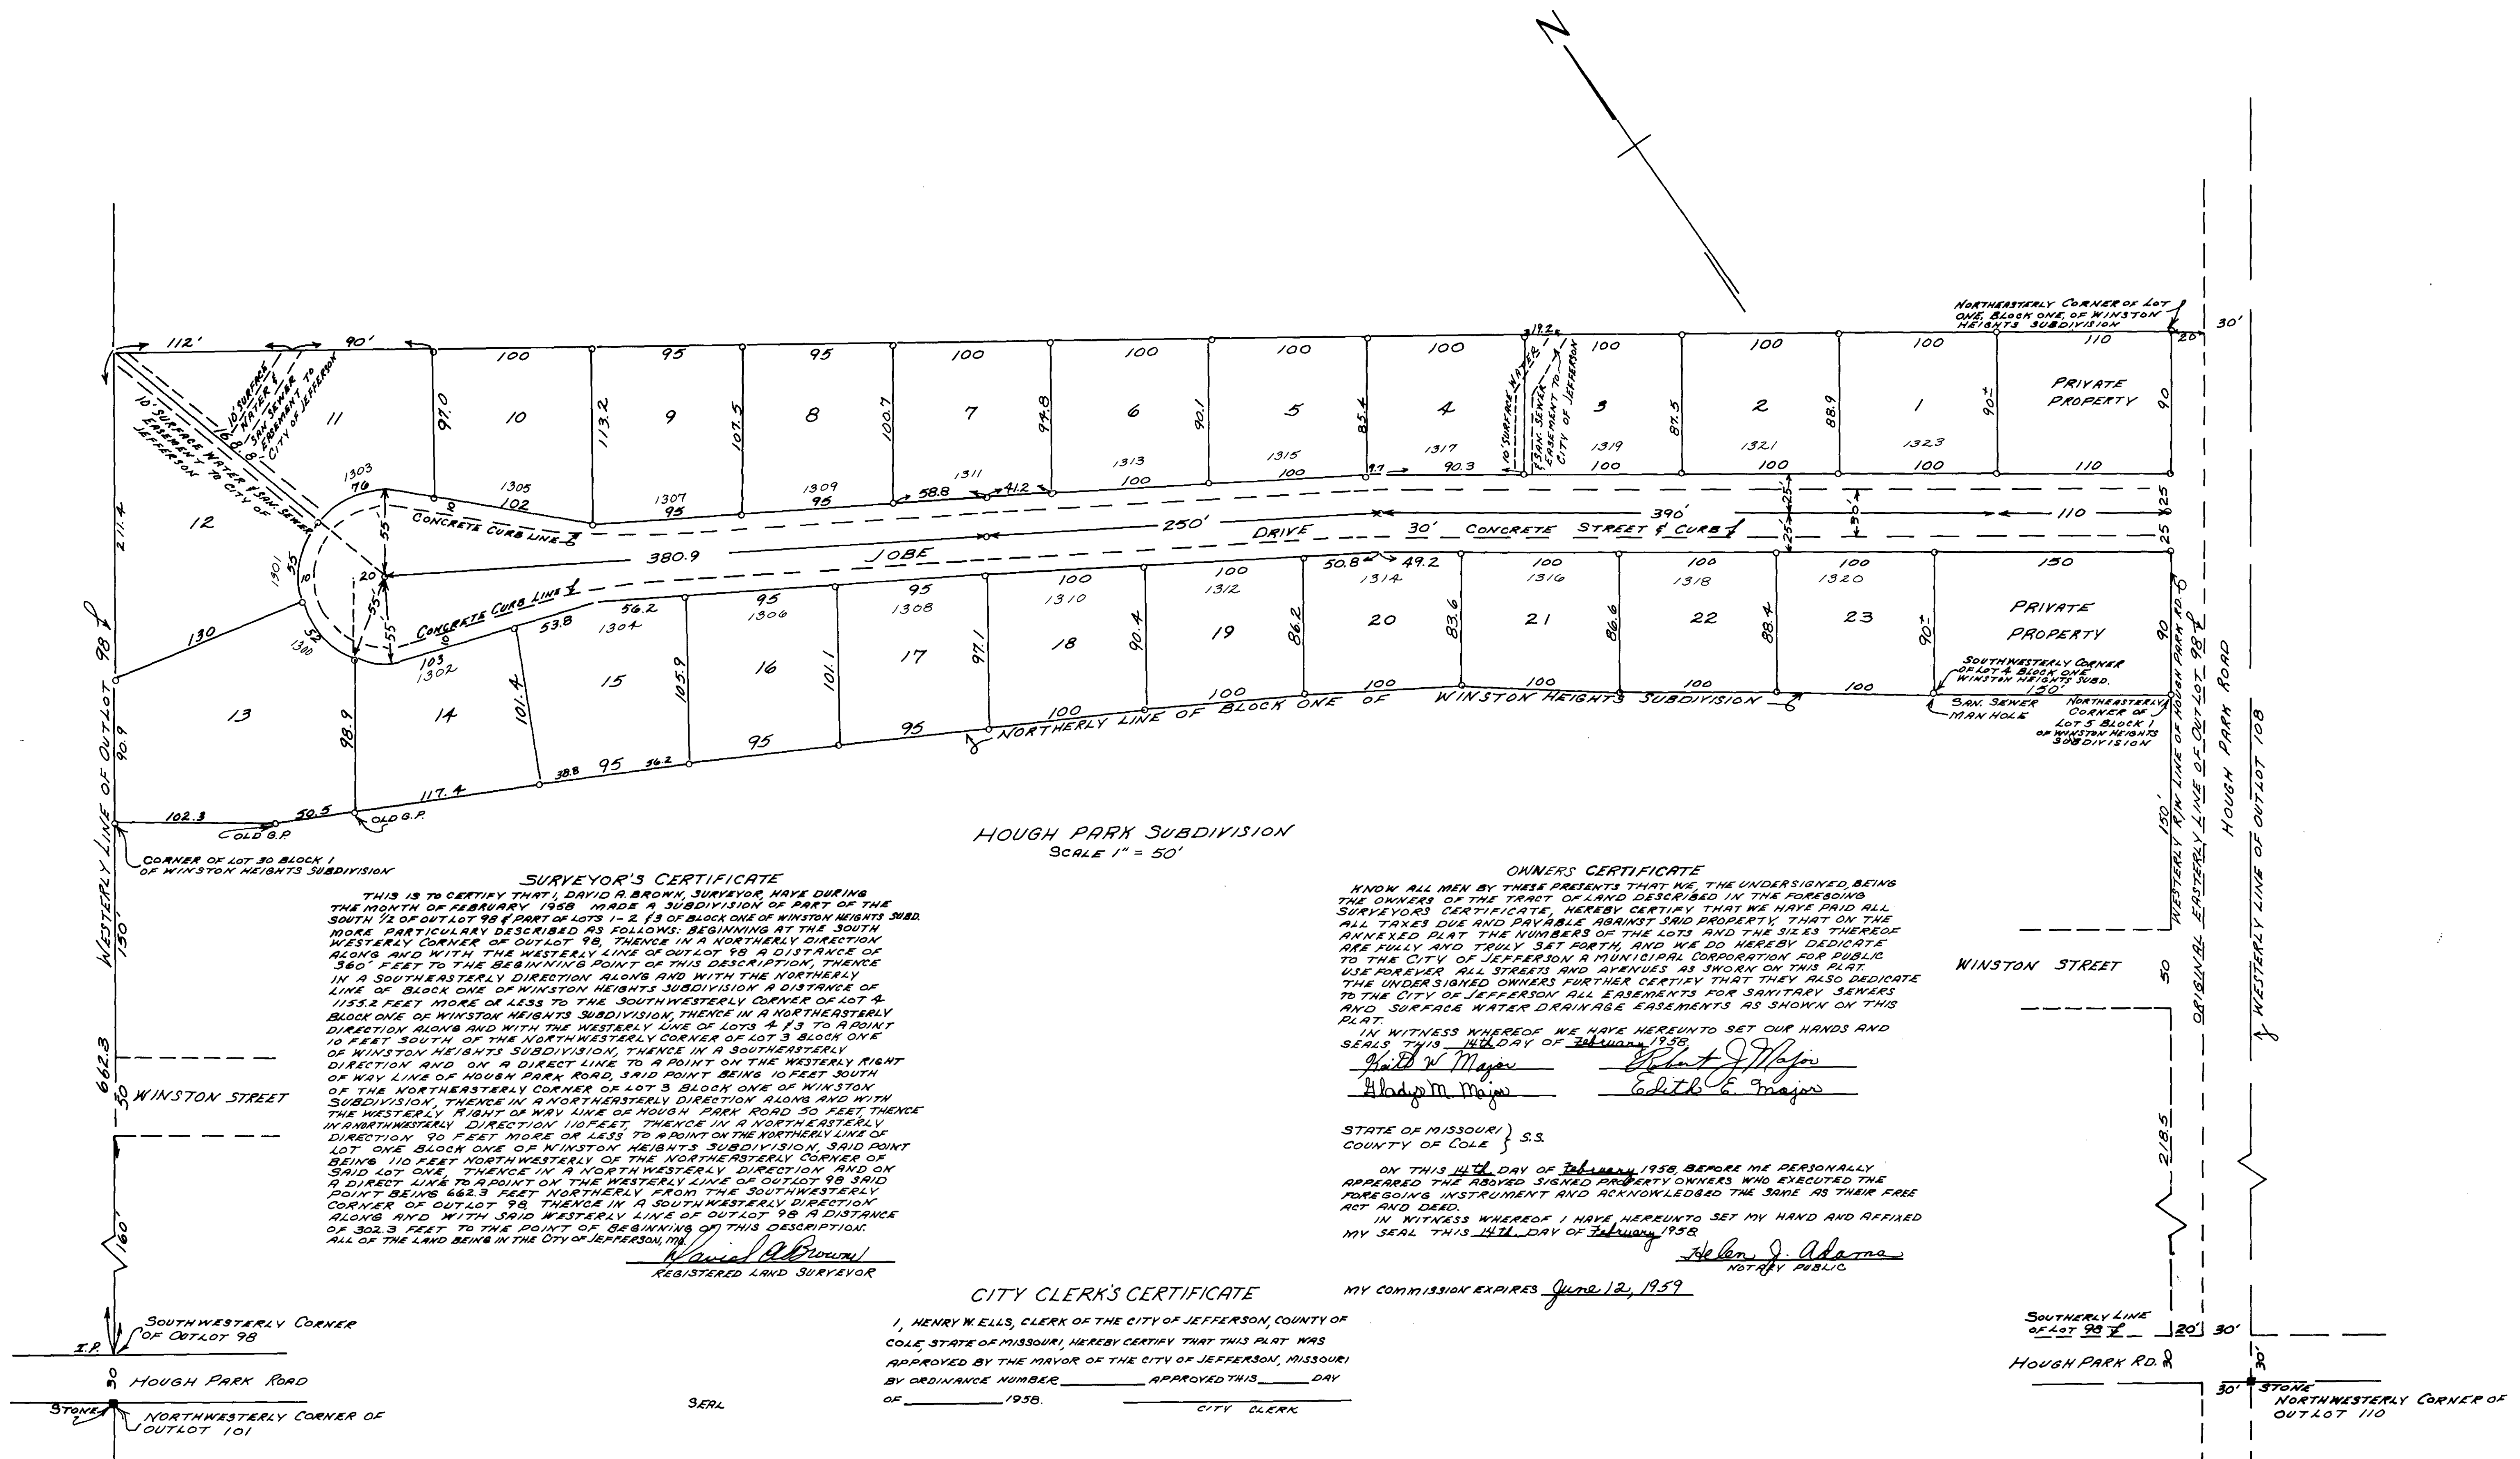 N
NORTHEASTERLY CORNER OF LOT
ONE, BLOCK ONE, OF WINSTON
HEIGHTS SUBDIVISION
20'
30'
112'
90'
100
95
95
100
100
100
100
19.2
100
100
100
110
10' SURFACE
WATER &
SAN. SEWER
EASEMENT TO
CITY OF JEFFERSON
10' SURFACE WATER & SAN. SEWER
EASEMENT TO CITY OF
JEFFERSON
168.8
11
97.0
10
113.2
9
107.5
8
100.7
7
94.8
6
90.1
5
85.4
4
10' SURFACE WATER
& SAN. SEWER
EASEMENT TO
CITY OF JEFFERSON
3
87.5
2
88.9
1
90±
PRIVATE
PROPERTY
90
1303
76
1305
102
1307
95
1309
95
1311
58.8
41.2
1313
100
1315
100
9.7
1317
90.3
1319
100
1321
100
1323
100
110
12
211.4
1301
55
10
20
55'
55'
55'
10
CONCRETE CURB LINE
380.9
JOBE
250'
DRIVE
30' CONCRETE STREET & CURB
390'
110
25'
25'
30'
25
25
CONCRETE CURB LINE
10
130
52
1300
103
1302
53.8
56.2
1304
95
1306
95
1308
100
1310
100
1312
50.8
49.2
1314
100
1316
100
1318
100
1320
150
13
90.9
98.9
14
101.4
15
105.9
16
101.1
17
97.1
18
90.4
19
86.2
20
83.6
21
86.6
22
88.4
23
90±
PRIVATE
PROPERTY
90
SOUTHWESTERLY CORNER
OF LOT 4 BLOCK ONE
WINSTON HEIGHTS SUBD.
150'
SAN. SEWER
MAN HOLE
NORTHEASTERLY
CORNER OF
LOT 5 BLOCK 1
OF WINSTON HEIGHTS
SUBDIVISION
102.3
50.5
117.4
38.8
95
56.2
95
95
100
100
100
100
100
100
OLD G.P.
OLD G.P.
NORTHERLY LINE OF BLOCK ONE OF WINSTON HEIGHTS SUBDIVISION
CORNER OF LOT 30 BLOCK 1
OF WINSTON HEIGHTS SUBDIVISION
WESTERLY LINE OF OUTLOT 98
150'
662.3
50
WINSTON STREET
160'
SOUTHWESTERLY CORNER
OF OUTLOT 98
I.P.
30
HOUGH PARK ROAD
STONE
NORTHWESTERLY CORNER OF
OUTLOT 101
HOUGH PARK SUBDIVISION
SCALE 1" = 50'
SURVEYOR'S CERTIFICATE
THIS IS TO CERTIFY THAT I, DAVID A. BROWN, SURVEYOR, HAVE DURING
THE MONTH OF FEBRUARY 1958 MADE A SUBDIVISION OF PART OF THE
SOUTH 1/2 OF OUTLOT 98 & PART OF LOTS 1-2 & 3 OF BLOCK ONE OF WINSTON HEIGHTS SUBD.
MORE PARTICULARY DESCRIBED AS FOLLOWS: BEGINNING AT THE SOUTH
WESTERLY CORNER OF OUTLOT 98, THENCE IN A NORTHERLY DIRECTION
ALONG AND WITH THE WESTERLY LINE OF OUTLOT 98 A DISTANCE OF
360' FEET TO THE BEGINNING POINT OF THIS DESCRIPTION, THENCE
IN A SOUTHEASTERLY DIRECTION ALONG AND WITH THE NORTHERLY
LINE OF BLOCK ONE OF WINSTON HEIGHTS SUBDIVISION A DISTANCE OF
1155.2 FEET MORE OR LESS TO THE SOUTHWESTERLY CORNER OF LOT 4
BLOCK ONE OF WINSTON HEIGHTS SUBDIVISION, THENCE IN A NORTHEASTERLY
DIRECTION ALONG AND WITH THE WESTERLY LINE OF LOTS 4 & 3 TO A POINT
10 FEET SOUTH OF THE NORTHWESTERLY CORNER OF LOT 3 BLOCK ONE
OF WINSTON HEIGHTS SUBDIVISION, THENCE IN A SOUTHEASTERLY
DIRECTION AND ON A DIRECT LINE TO A POINT ON THE WESTERLY RIGHT
OF WAY LINE OF HOUGH PARK ROAD, SAID POINT BEING 10 FEET SOUTH
OF THE NORTHEASTERLY CORNER OF LOT 3 BLOCK ONE OF WINSTON
SUBDIVISION, THENCE IN A NORTHEASTERLY DIRECTION ALONG AND WITH
THE WESTERLY RIGHT OF WAY LINE OF HOUGH PARK ROAD 50 FEET, THENCE
IN A NORTHWESTERLY DIRECTION 110 FEET, THENCE IN A NORTHEASTERLY
DIRECTION 90 FEET MORE OR LESS TO A POINT ON THE NORTHERLY LINE OF
LOT ONE BLOCK ONE OF WINSTON HEIGHTS SUBDIVISION, SAID POINT
BEING 110 FEET NORTHWESTERLY OF THE NORTHEASTERLY CORNER OF
SAID LOT ONE, THENCE IN A NORTHWESTERLY DIRECTION AND ON
A DIRECT LINE TO A POINT ON THE WESTERLY LINE OF OUTLOT 98 SAID
POINT BEING 662.3 FEET NORTHERLY FROM THE SOUTHWESTERLY
CORNER OF OUTLOT 98, THENCE IN A SOUTHWESTERLY DIRECTION
ALONG AND WITH SAID WESTERLY LINE OF OUTLOT 98 A DISTANCE
OF 302.3 FEET TO THE POINT OF BEGINNING OF THIS DESCRIPTION.
ALL OF THE LAND BEING IN THE CITY OF JEFFERSON, MO.
David A Brown
REGISTERED LAND SURVEYOR
OWNERS CERTIFICATE
KNOW ALL MEN BY THESE PRESENTS THAT WE, THE UNDERSIGNED, BEING
THE OWNERS OF THE TRACT OF LAND DESCRIBED IN THE FOREGOING
SURVEYORS CERTIFICATE, HEREBY CERTIFY THAT WE HAVE PAID ALL
ALL TAXES DUE AND PAYABLE AGAINST SAID PROPERTY, THAT ON THE
ANNEXED PLAT THE NUMBERS OF THE LOTS AND THE SIZES THEREOF
ARE FULLY AND TRULY SET FORTH, AND WE DO HEREBY DEDICATE
TO THE CITY OF JEFFERSON A MUNICIPAL CORPORATION FOR PUBLIC
USE FOREVER ALL STREETS AND AVENUES AS SWORN ON THIS PLAT.
THE UNDERSIGNED OWNERS FURTHER CERTIFY THAT THEY ALSO DEDICATE
TO THE CITY OF JEFFERSON ALL EASEMENTS FOR SANITARY SEWERS
AND SURFACE WATER DRAINAGE EASEMENTS AS SHOWN ON THIS
PLAT.
IN WITNESS WHEREOF WE HAVE HEREUNTO SET OUR HANDS AND
SEALS THIS 14th DAY OF February 1958.
Keith W Major
Robert J Major
Gladys M. Major
Edith E. Major
STATE OF MISSOURI
COUNTY OF COLE } S.S.
ON THIS 14th DAY OF February 1958, BEFORE ME PERSONALLY
APPEARED THE ABOVED SIGNED PROPERTY OWNERS WHO EXECUTED THE
FOREGOING INSTRUMENT AND ACKNOWLEDGED THE SAME AS THEIR FREE
ACT AND DEED.
IN WITNESS WHEREOF I HAVE HEREUNTO SET MY HAND AND AFFIXED
MY SEAL THIS 14th DAY OF February 1958
Helen J. Adams
NOTARY PUBLIC
MY COMMISSION EXPIRES June 12, 1959
CITY CLERK'S CERTIFICATE
I, HENRY W. ELLS, CLERK OF THE CITY OF JEFFERSON, COUNTY OF
COLE, STATE OF MISSOURI, HEREBY CERTIFY THAT THIS PLAT WAS
APPROVED BY THE MAYOR OF THE CITY OF JEFFERSON, MISSOURI
BY ORDINANCE NUMBER APPROVED THIS DAY
OF 1958.
CITY CLERK
SEAL
WESTERLY R/W LINE OF HOUGH PARK RD.
ORIGINAL EASTERLY LINE OF OUTLOT 98
HOUGH PARK ROAD
WESTERLY LINE OF OUTLOT 108
150'
WINSTON STREET
50
218.5
SOUTHERLY LINE
OF LOT 98
20'
30'
HOUGH PARK RD.
30
30'
30'
STONE
NORTHWESTERLY CORNER OF
OUTLOT 110